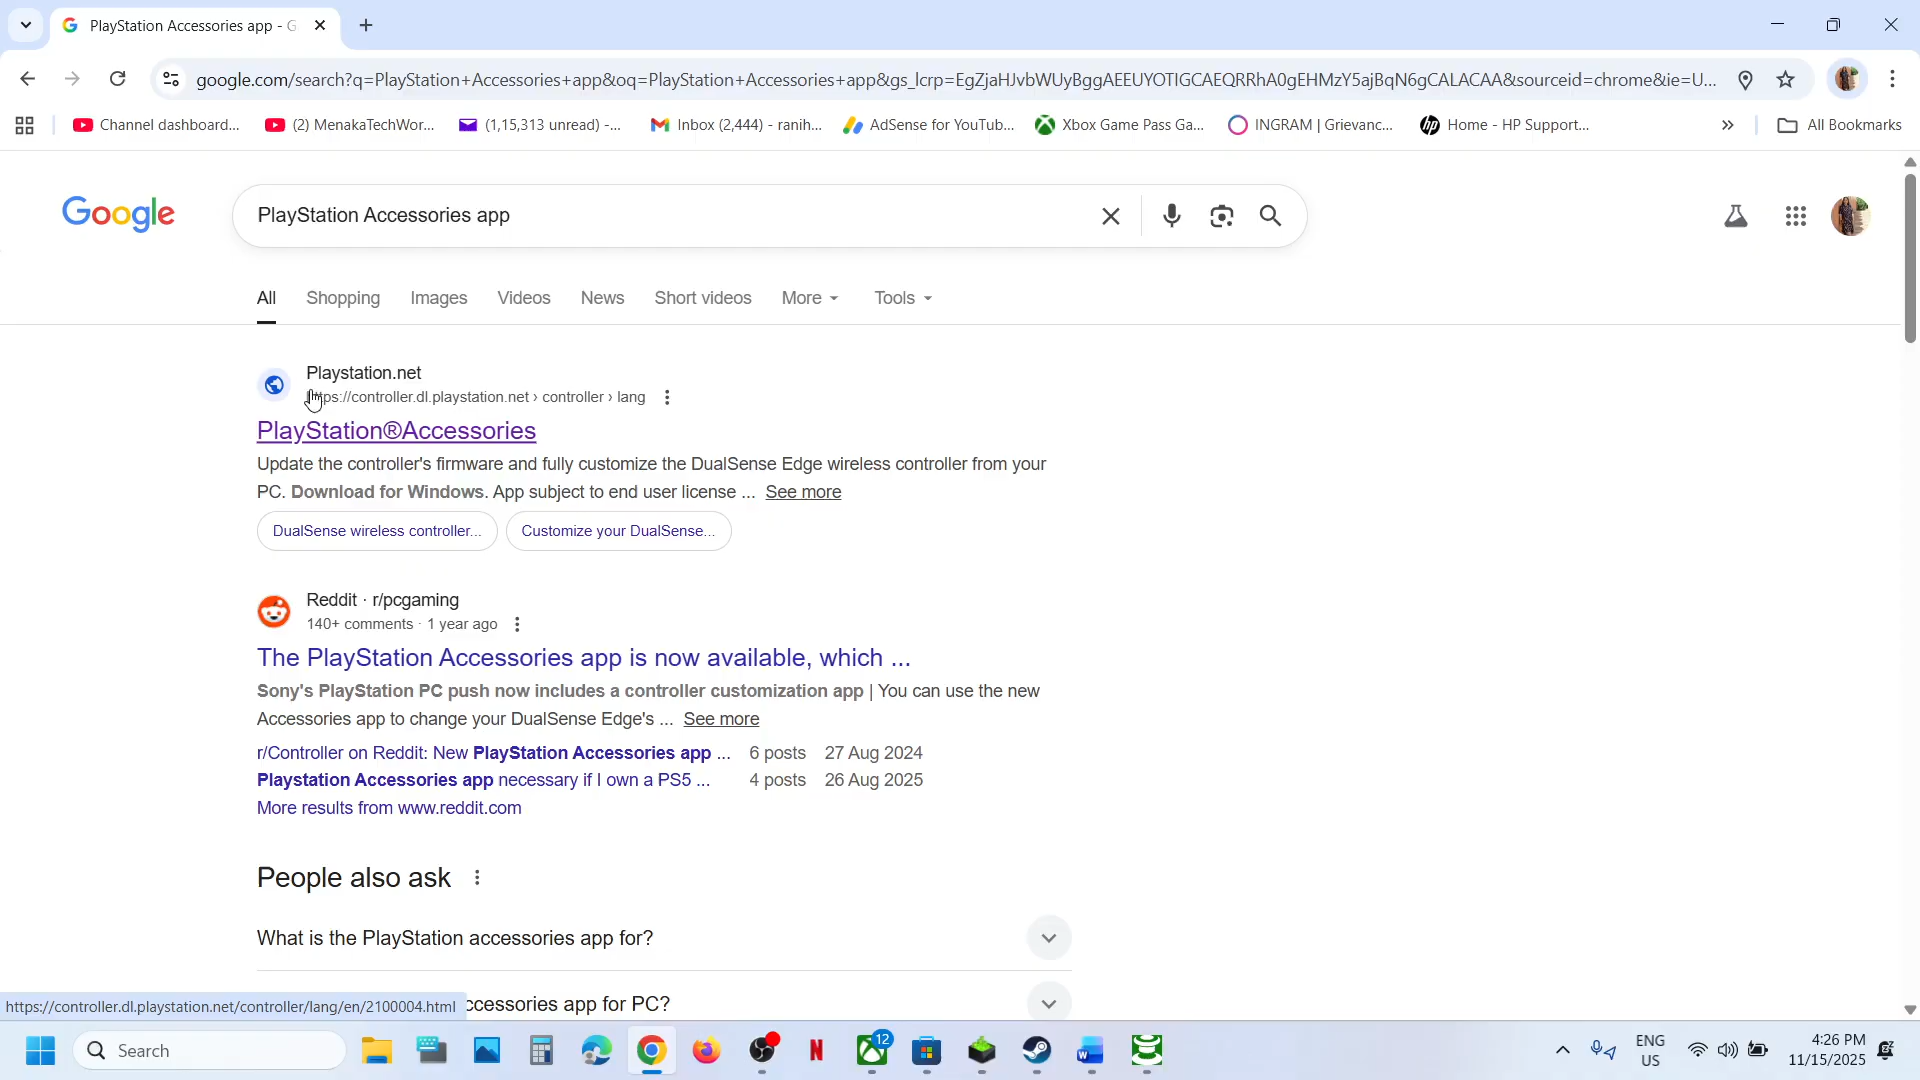 PlayStation Accessories app - G
google.com/search?q=PlayStation+Accessories+app&oq=PlayStation+Accessories+app&gs_lcrp=EgZjaHJvbWUyBggAEEUYOTIGCAEQRRhA0gEHMzY5ajBqN6gCALACAA&sourceid=chrome&ie=U...
Channel dashboard...
(2) MenakaTechWor...
(1,15,313 unread) -...
Inbox (2,444) - ranih...
AdSense for YouTub...
Xbox Game Pass Ga...
INGRAM | Grievanc...
Home - HP Support...
All Bookmarks
Google
PlayStation Accessories app
All Shopping Images Videos News Short videos More Tools
Playstation.net
https://controller.dl.playstation.net › controller › lang
PlayStation®Accessories
Update the controller's firmware and fully customize the DualSense Edge wireless controller from your
PC. Download for Windows. App subject to end user license ... See more
DualSense wireless controller...
Customize your DualSense...
Reddit · r/pcgaming
140+ comments · 1 year ago
The PlayStation Accessories app is now available, which ...
Sony's PlayStation PC push now includes a controller customization app | You can use the new
Accessories app to change your DualSense Edge's ... See more
r/Controller on Reddit: New PlayStation Accessories app ... 6 posts 27 Aug 2024
Playstation Accessories app necessary if I own a PS5 ... 4 posts 26 Aug 2025
More results from www.reddit.com
People also ask
What is the PlayStation accessories app for?
ccessories app for PC?
https://controller.dl.playstation.net/controller/lang/en/2100004.html
Search
12
ENG
US
4:26 PM
11/15/2025